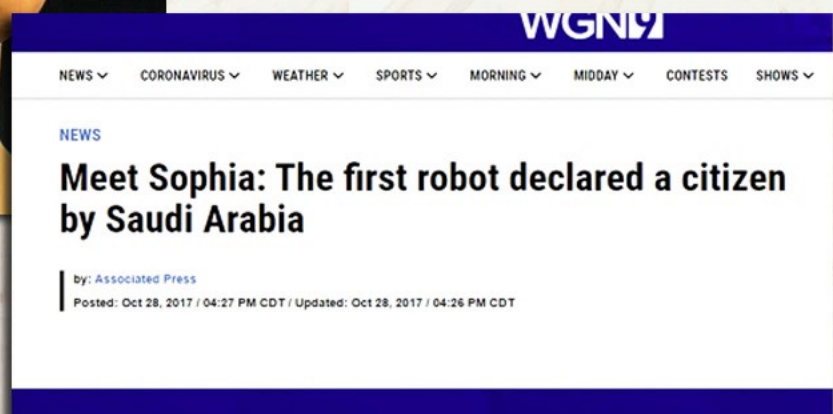 WGN9
NEWS CORONAVIRUS WEATHER SPORTS MORNING MIDDAY CONTESTS SHOWS
NEWS
Meet Sophia: The first robot declared a citizen
by Saudi Arabia
by: Associated Press
Posted: Oct 28, 2017 / 04:27 PM CDT / Updated: Oct 28, 2017 / 04:26 PM CDT